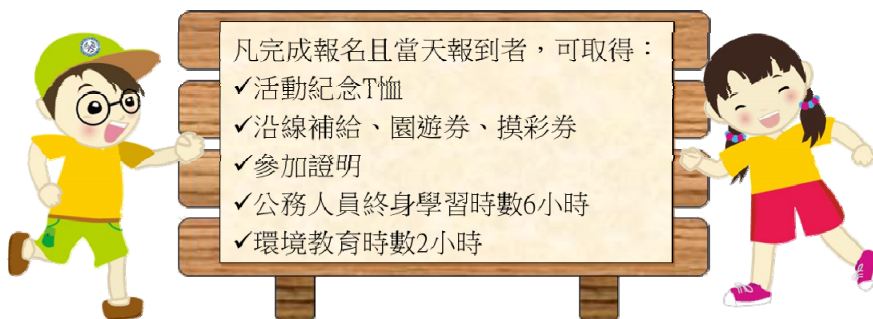 凡完成報名且當天報到者，可取得：
✓活動紀念T恤
✓沿線補給、園遊券、摸彩券
✓參加證明
✓公務人員終身學習時數6小時
✓環境教育時數2小時